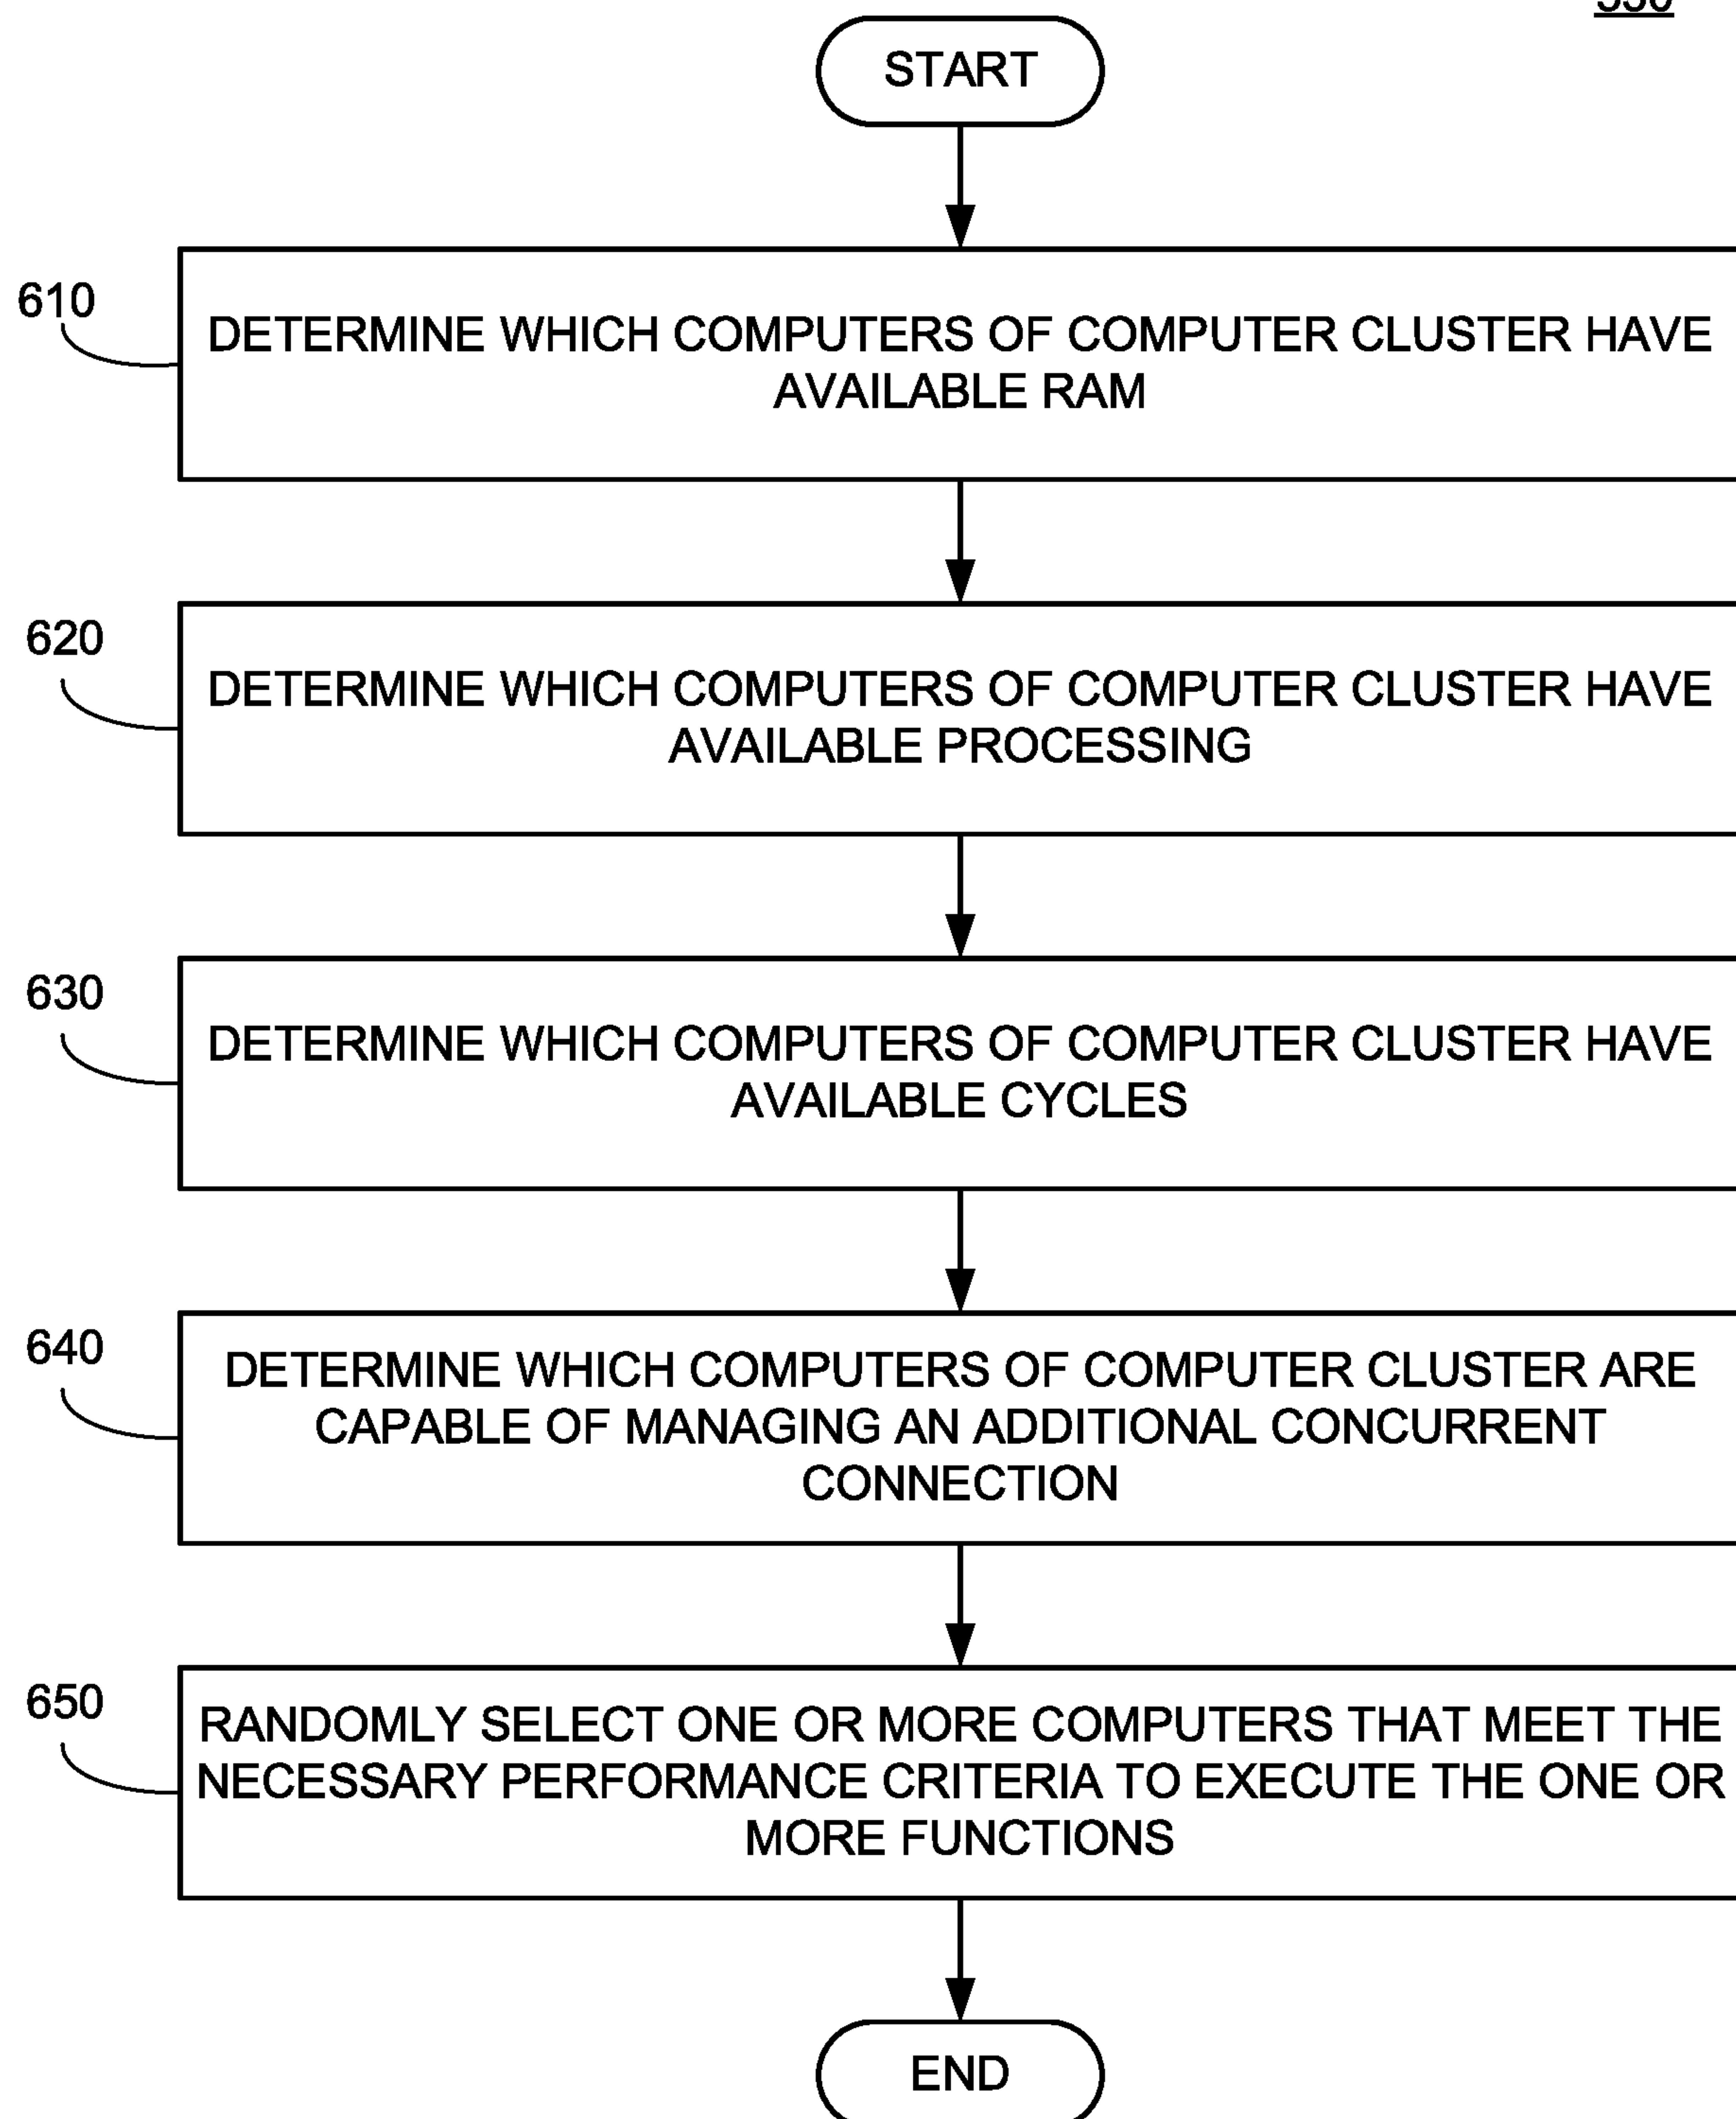 START
610
DETERMINE WHICH COMPUTERS OF COMPUTER CLUSTER HAVE
AVAILABLE RAM
620
DETERMINE WHICH COMPUTERS OF COMPUTER CLUSTER HAVE
AVAILABLE PROCESSING
630
DETERMINE WHICH COMPUTERS OF COMPUTER CLUSTER HAVE
AVAILABLE CYCLES
640
DETERMINE WHICH COMPUTERS OF COMPUTER CLUSTER ARE
CAPABLE OF MANAGING AN ADDITIONAL CONCURRENT
CONNECTION
650
RANDOMLY SELECT ONE OR MORE COMPUTERS THAT MEET THE
NECESSARY PERFORMANCE CRITERIA TO EXECUTE THE ONE OR
MORE FUNCTIONS
END